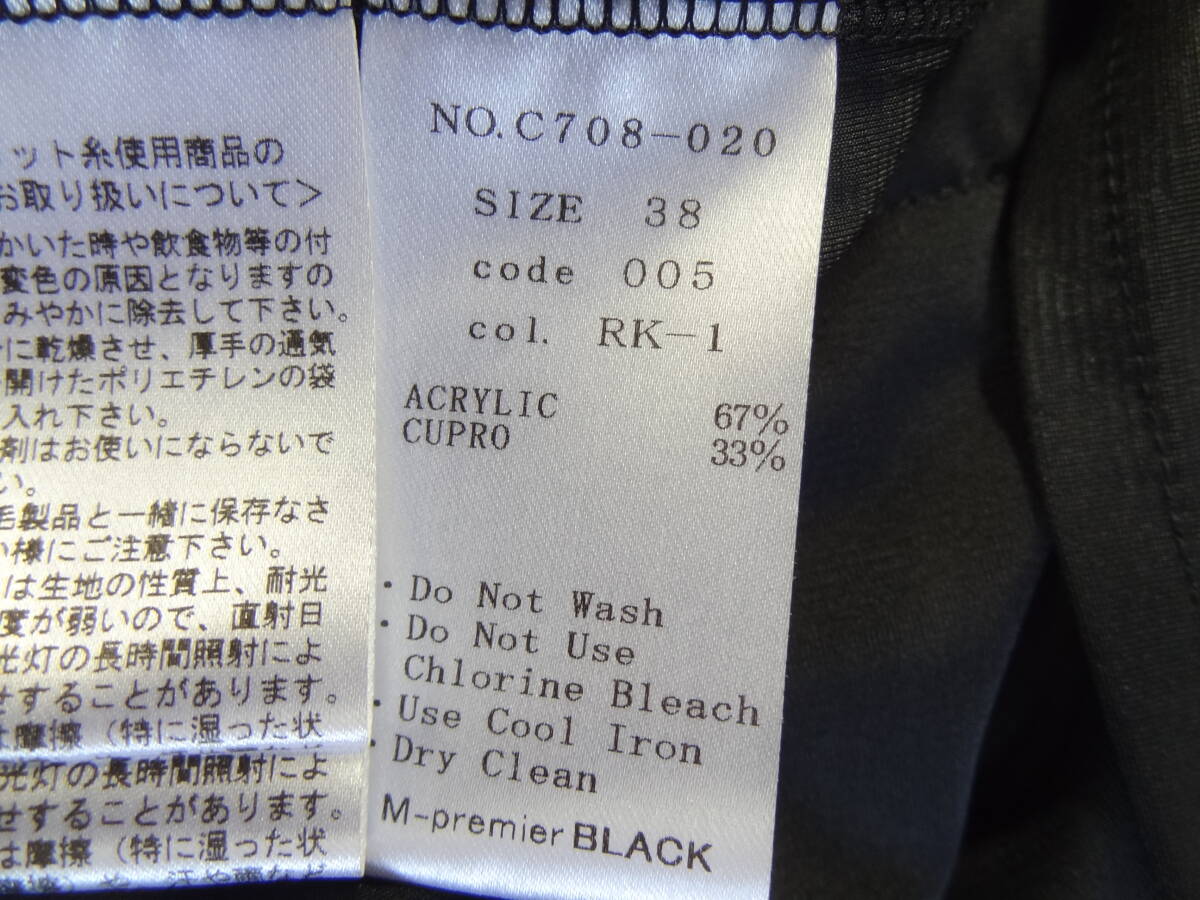 ット糸使用商品の
お取り扱いについて＞
かいた時や飲食物等の付
変色の原因となりますの
みやかに除去して下さい。
に乾燥させ、厚手の通気
開けたポリエチレンの袋
入れ下さい。
剤はお使いにならないで
い。
毛製品と一緒に保存なさ
い様にご注意下さい。
は生地の性質上、耐光
度が弱いので、直射日
光灯の長時間照射によ
せすることがあります。
は摩擦（特に湿った状
光灯の長時間照射によ
せすることがあります。
は摩擦（特に湿った状
NO.C708-020
SIZE 38
code 005
col. RK-1
ACRYLIC 67%
CUPRO 33%
・Do Not Wash
・Do Not Use
Chlorine Bleach
・Use Cool Iron
・Dry Clean
M-premier BLACK